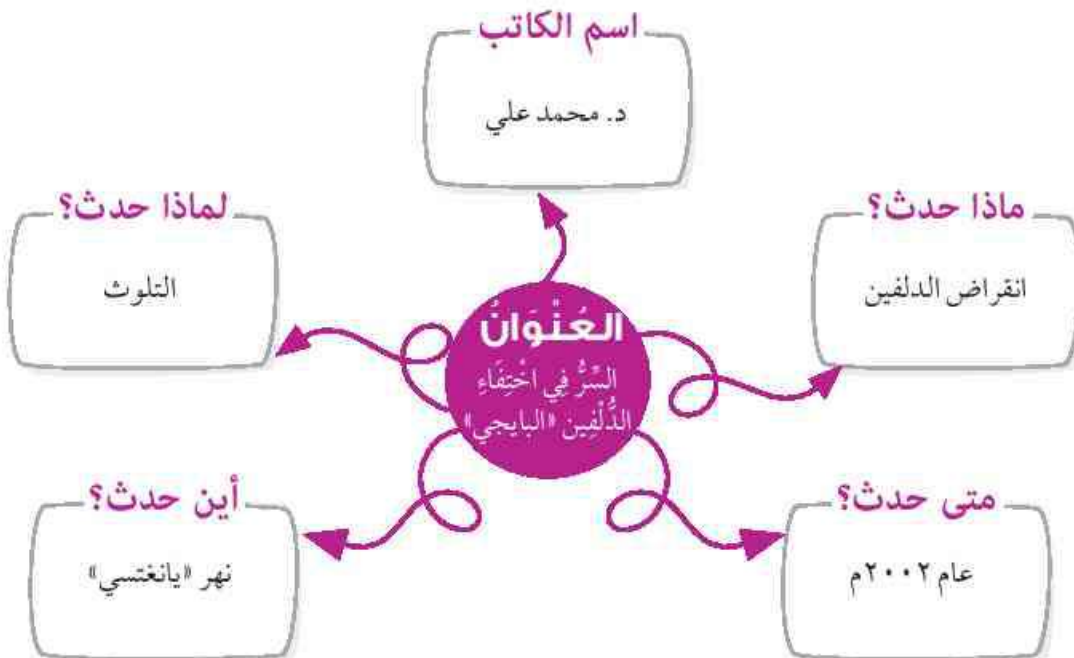 اسم الكاتب
د. محمد علي
ماذا حدث؟
انقراض الدلفين
لماذا حدث؟
التلوث
العُنْوَانُ
السِّرُّ فِي اخْتِفَاءِ
الدُّلْفِين «البايجي»
متى حدث؟
عام ٢٠٠٢م
أين حدث؟
نهر «يانغتسي»